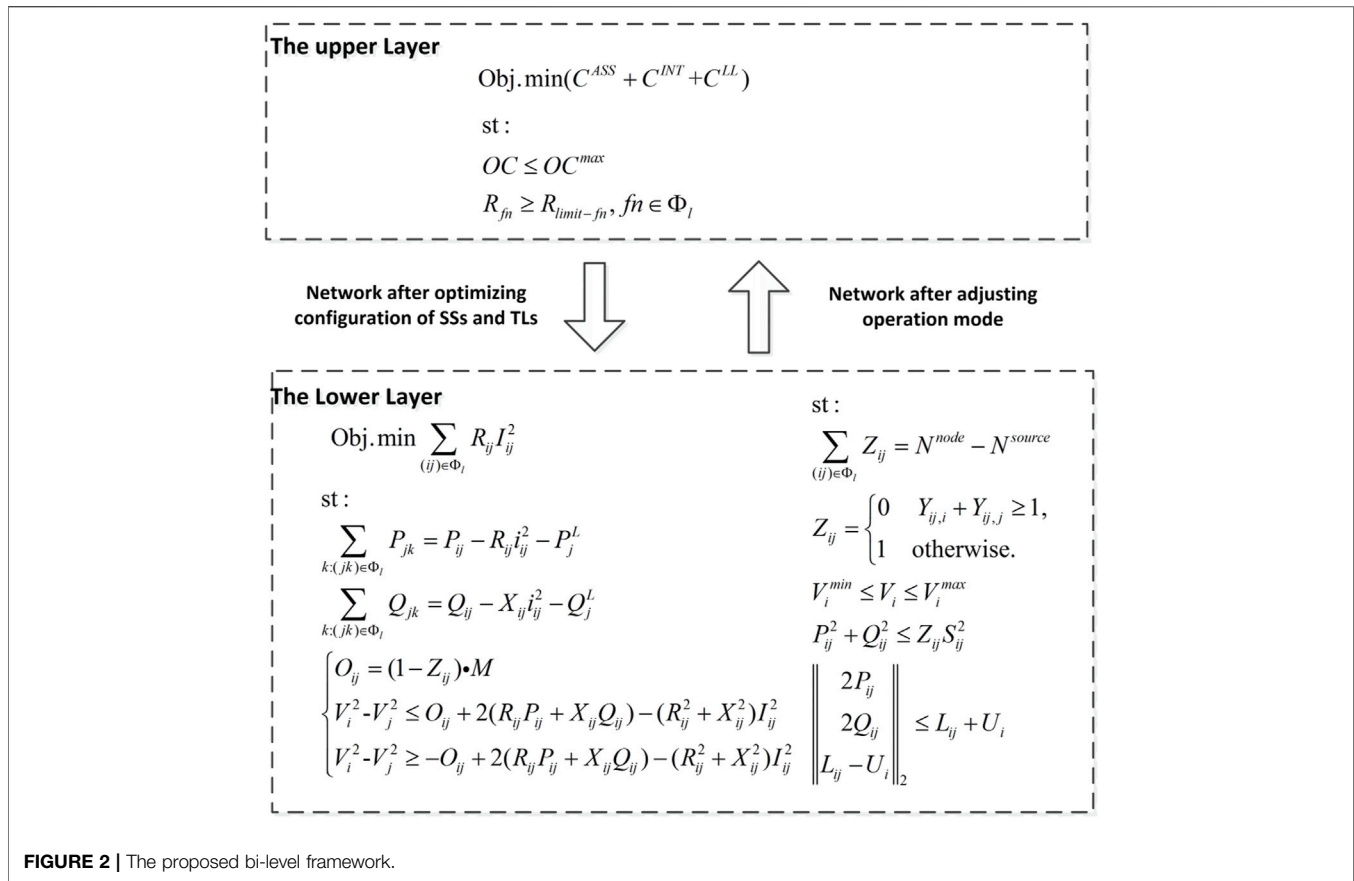 The upper Layer
Obj.min(C^{ASS} + C^{INT} +C^{LL})
st :
OC ≤ OC^{max}
R_{fn} ≥ R_{limit-fn}, fn ∈ Φ_l
Network after optimizing
configuration of SSs and TLs
Network after adjusting
operation mode
The Lower Layer
Obj.min ∑_{(ij)∈Φ_l} R_{ij}I_{ij}^2
st :
∑_{k:(jk)∈Φ_l} P_{jk} = P_{ij} − R_{ij}i_{ij}^2 − P_j^L
∑_{k:(jk)∈Φ_l} Q_{jk} = Q_{ij} − X_{ij}i_{ij}^2 − Q_j^L
O_{ij} = (1− Z_{ij})•M
V_i^2-V_j^2 ≤ O_{ij} + 2(R_{ij}P_{ij} + X_{ij}Q_{ij}) − (R_{ij}^2 + X_{ij}^2)I_{ij}^2
V_i^2-V_j^2 ≥ −O_{ij} + 2(R_{ij}P_{ij} + X_{ij}Q_{ij}) − (R_{ij}^2 + X_{ij}^2)I_{ij}^2
st :
∑_{(ij)∈Φ_l} Z_{ij} = N^{node} − N^{source}
Z_{ij} = {0 Y_{ij,i} + Y_{ij,j} ≥ 1,
1 otherwise.
V_i^{min} ≤ V_i ≤ V_i^{max}
P_{ij}^2 + Q_{ij}^2 ≤ Z_{ij}S_{ij}^2
‖2P_{ij}
2Q_{ij}
L_{ij} − U_i‖_2 ≤ L_{ij} + U_i
FIGURE 2 | The proposed bi-level framework.